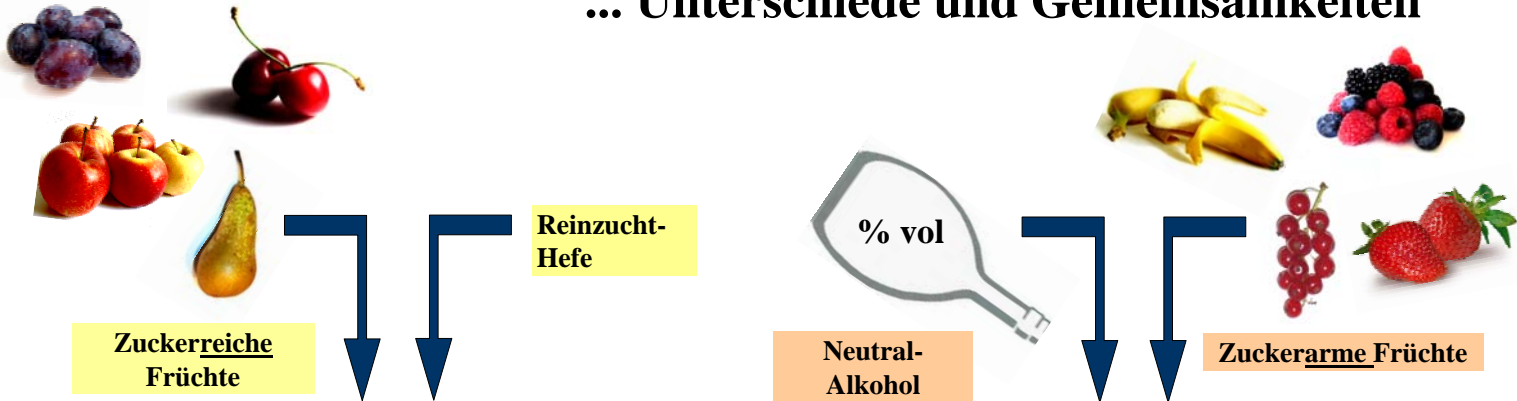 ... Unterschiede und Gemeinsamkeiten
Reinzucht-
Hefe
% vol
Zuckerreiche
Früchte
Neutral-
Alkohol
Zuckerarme Früchte